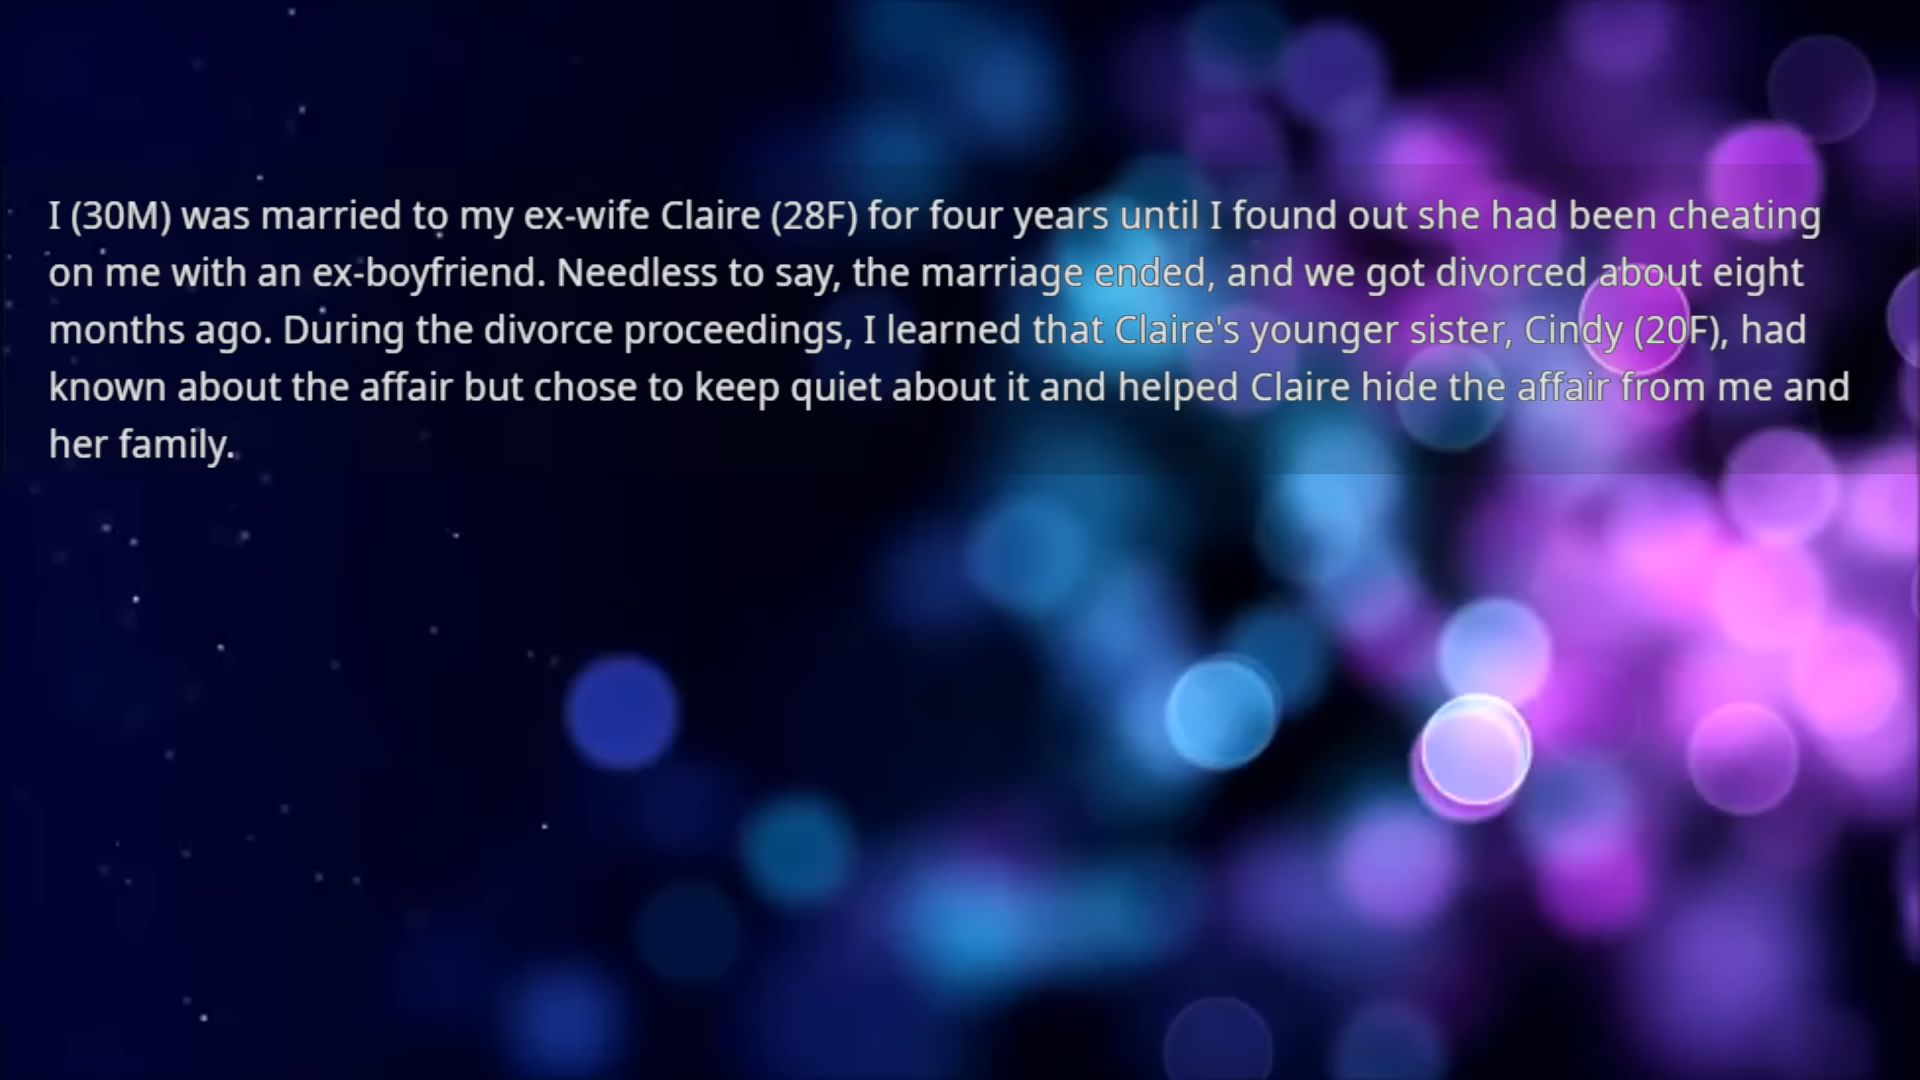 I (30M) was married to my ex-wife Claire (28F) for four years until I found out she had been cheating
on me with an ex-boyfriend. Needless to say, the marriage ended, and we got divorced about eight
months ago. During the divorce proceedings, I learned that Claire's younger sister, Cindy (20F), had
known about the affair but chose to keep quiet about it and helped Claire hide the affair from me and
her family.